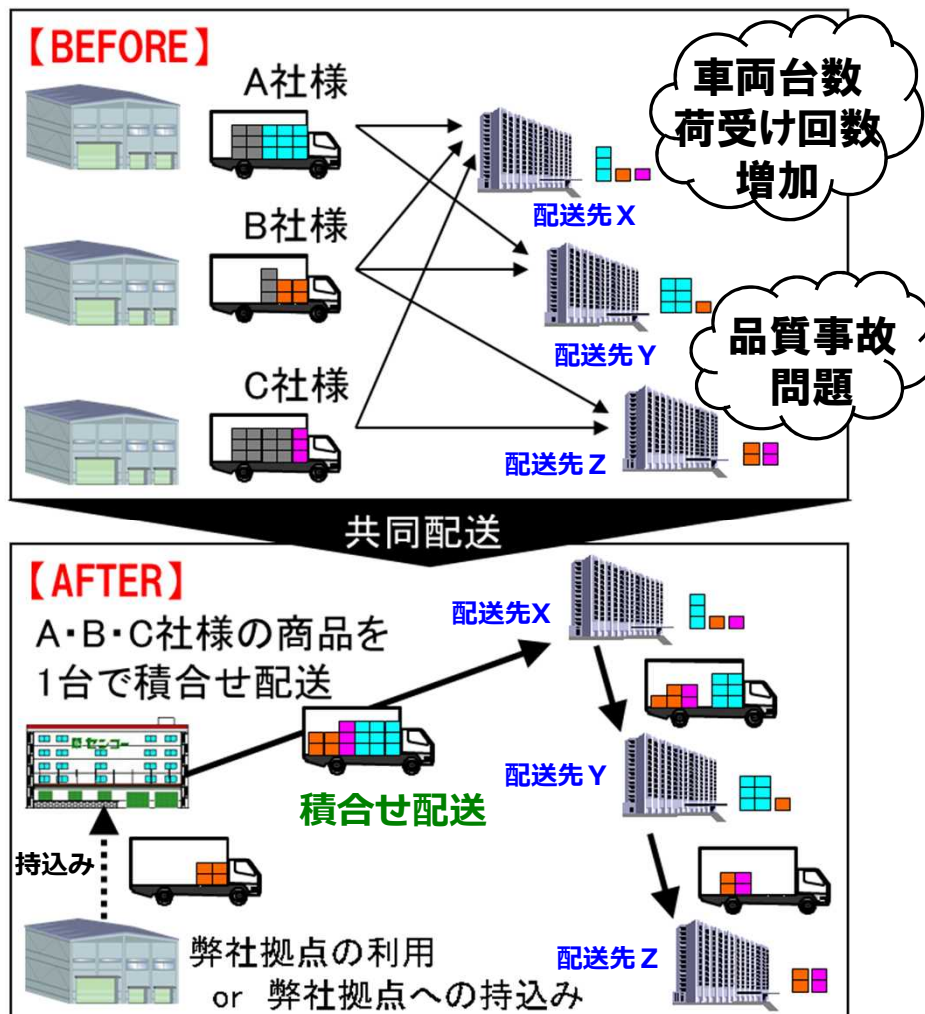 【BEFORE】
A社様
B社様
C社様
配送先X
配送先Y
配送先Z
車両台数
荷受け回数
増加
品質事故
問題
共同配送
【AFTER】
A・B・C社様の商品を
1台で積合せ配送
センコー
持込み
積合せ配送
配送先X
配送先Y
配送先Z
弊社拠点の利用
or 弊社拠点への持込み